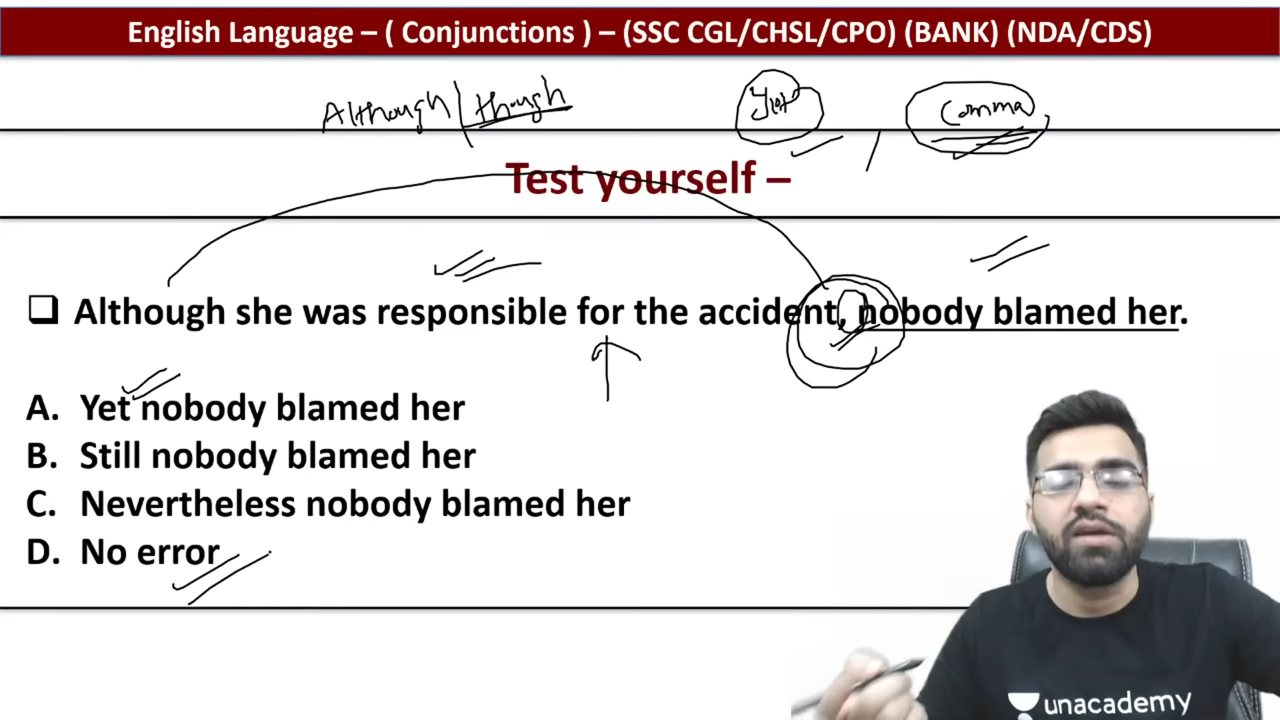 English Language – ( Conjunctions ) – (SSC CGL/CHSL/CPO) (BANK) (NDA/CDS)
Although | though Yet , Comma
Test yourself –
❑ Although she was responsible for the accident, nobody blamed her.
A. Yet nobody blamed her
B. Still nobody blamed her
C. Nevertheless nobody blamed her
D. No error
unacademy